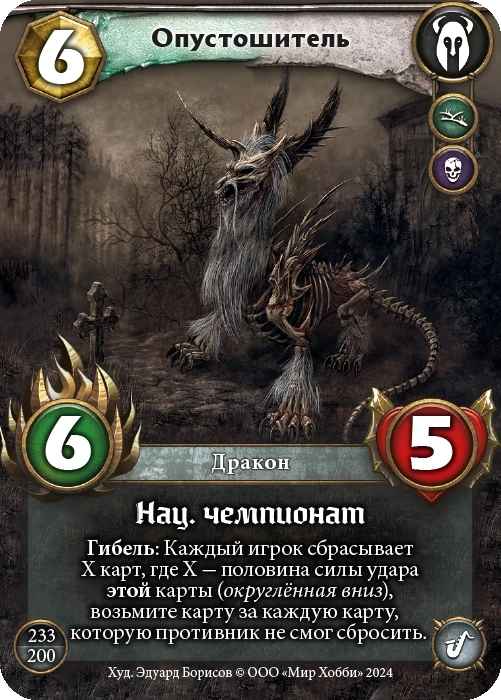 6
Опустошитель
6
5
Дракон
Нац. чемпионат
Гибель: Каждый игрок сбрасывает
X карт, где X — половина силы удара
этой карты (округлённая вниз),
возьмите карту за каждую карту,
которую противник не смог сбросить.
233
200
Худ. Эдуард Борисов © ООО «Мир Хобби» 2024